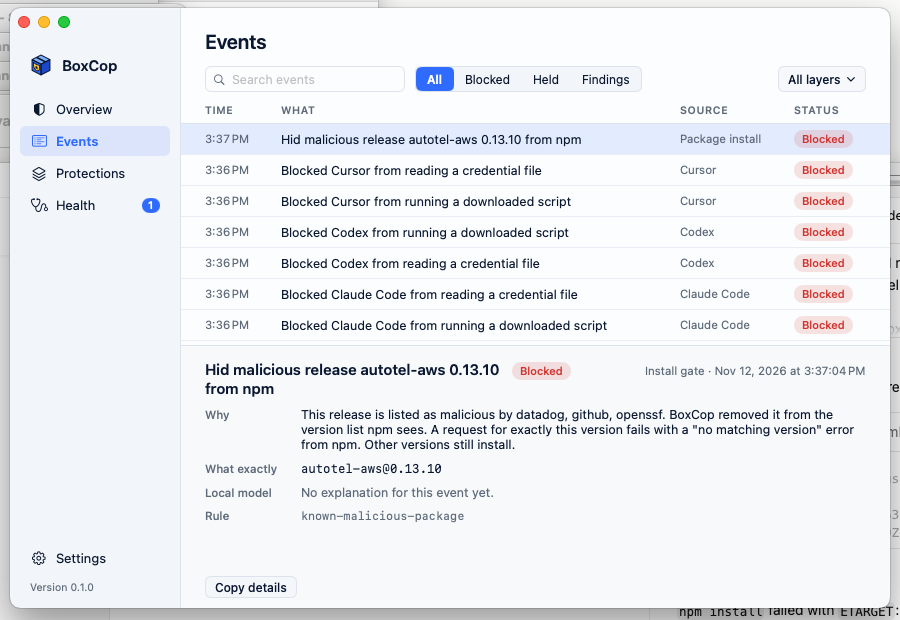 BoxCop
Overview
Events
Protections
Health 1
Settings
Version 0.1.0
Events
Search events
All Blocked Held Findings
All layers
TIME WHAT SOURCE STATUS
3:37 PM Hid malicious release autotel-aws 0.13.10 from npm Package install Blocked
3:36 PM Blocked Cursor from reading a credential file Cursor Blocked
3:36 PM Blocked Cursor from running a downloaded script Cursor Blocked
3:36 PM Blocked Codex from running a downloaded script Codex Blocked
3:36 PM Blocked Codex from reading a credential file Codex Blocked
3:36 PM Blocked Claude Code from reading a credential file Claude Code Blocked
3:36 PM Blocked Claude Code from running a downloaded script Claude Code Blocked
Hid malicious release autotel-aws 0.13.10 Blocked Install gate · Nov 12, 2026 at 3:37:04 PM
from npm
Why This release is listed as malicious by datadog, github, openssf. BoxCop removed it from the
version list npm sees. A request for exactly this version fails with a "no matching version" error
from npm. Other versions still install.
What exactly autotel-aws@0.13.10
Local model No explanation for this event yet.
Rule known-malicious-package
Copy details
npm install failed with ETARGET: